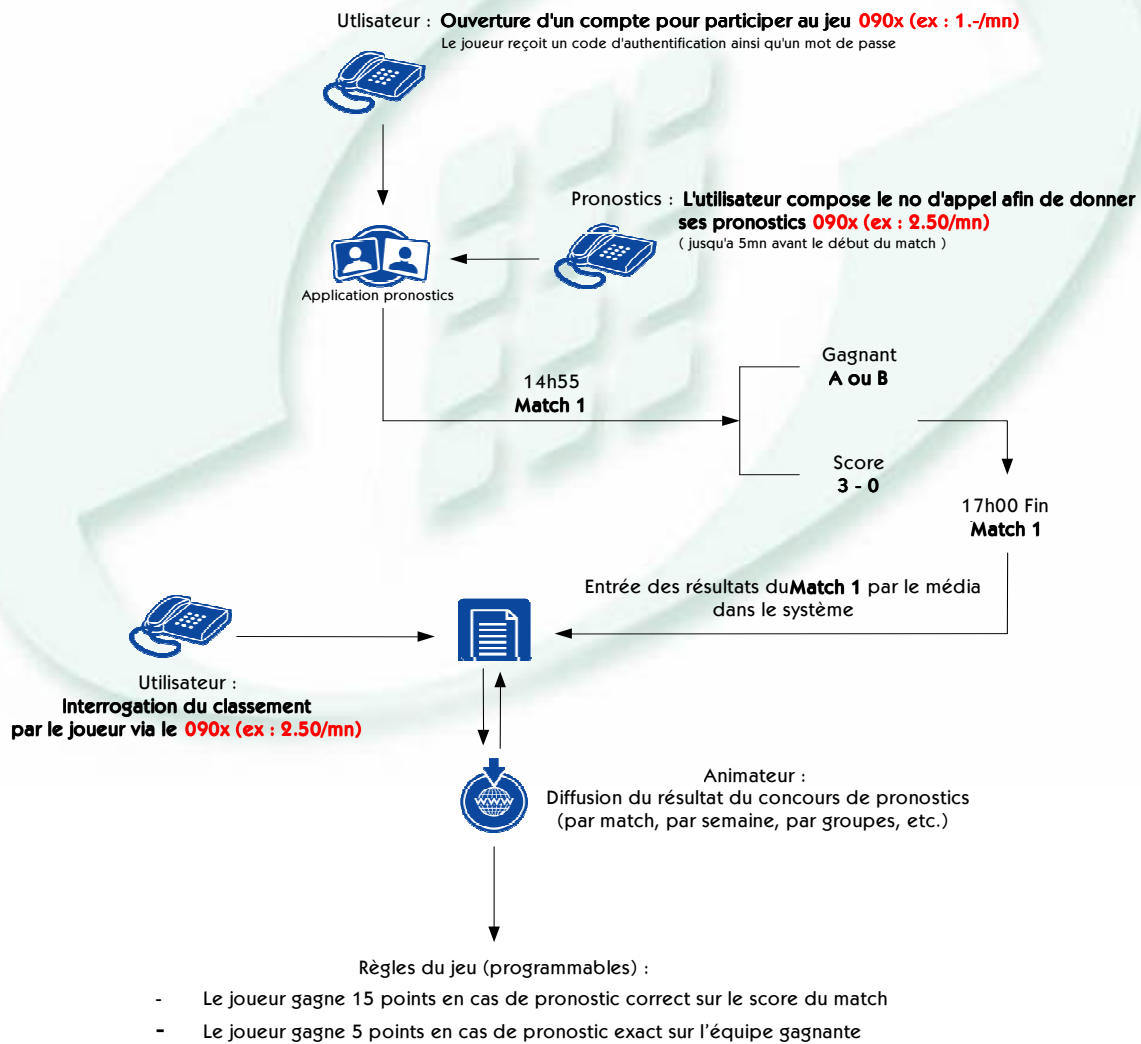 Utlisateur : Ouverture d'un compte pour participer au jeu 090x (ex : 1.-/mn)
Le joueur reçoit un code d'authentification ainsi qu'un mot de passe
Pronostics : L'utilisateur compose le no d'appel afin de donner
ses pronostics 090x (ex : 2.50/mn)
( jusqu'a 5mn avant le début du match )
Application pronostics
14h55
Match 1
Gagnant
A ou B
Score
3 - 0
17h00 Fin
Match 1
Entrée des résultats du Match 1 par le média
dans le système
Utilisateur :
Interrogation du classement
par le joueur via le 090x (ex : 2.50/mn)
www
Animateur :
Diffusion du résultat du concours de pronostics
(par match, par semaine, par groupes, etc.)
Règles du jeu (programmables) :
- Le joueur gagne 15 points en cas de pronostic correct sur le score du match
- Le joueur gagne 5 points en cas de pronostic exact sur l'équipe gagnante